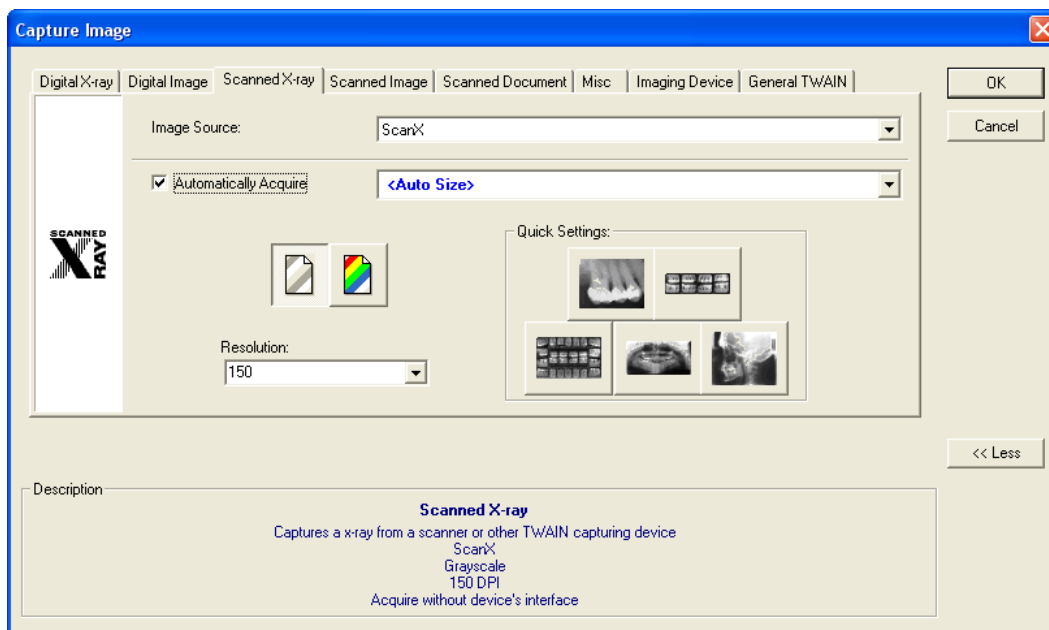 Capture Image
Digital X-ray Digital Image Scanned X-ray Scanned Image Scanned Document Misc Imaging Device General TWAIN
OK
Image Source: ScanX
Cancel
Automatically Acquire <Auto Size>
SCANNED
X RAY
Quick Settings:
Resolution:
150
<< Less
Description
Scanned X-ray
Captures a x-ray from a scanner or other TWAIN capturing device
ScanX
Grayscale
150 DPI
Acquire without device's interface